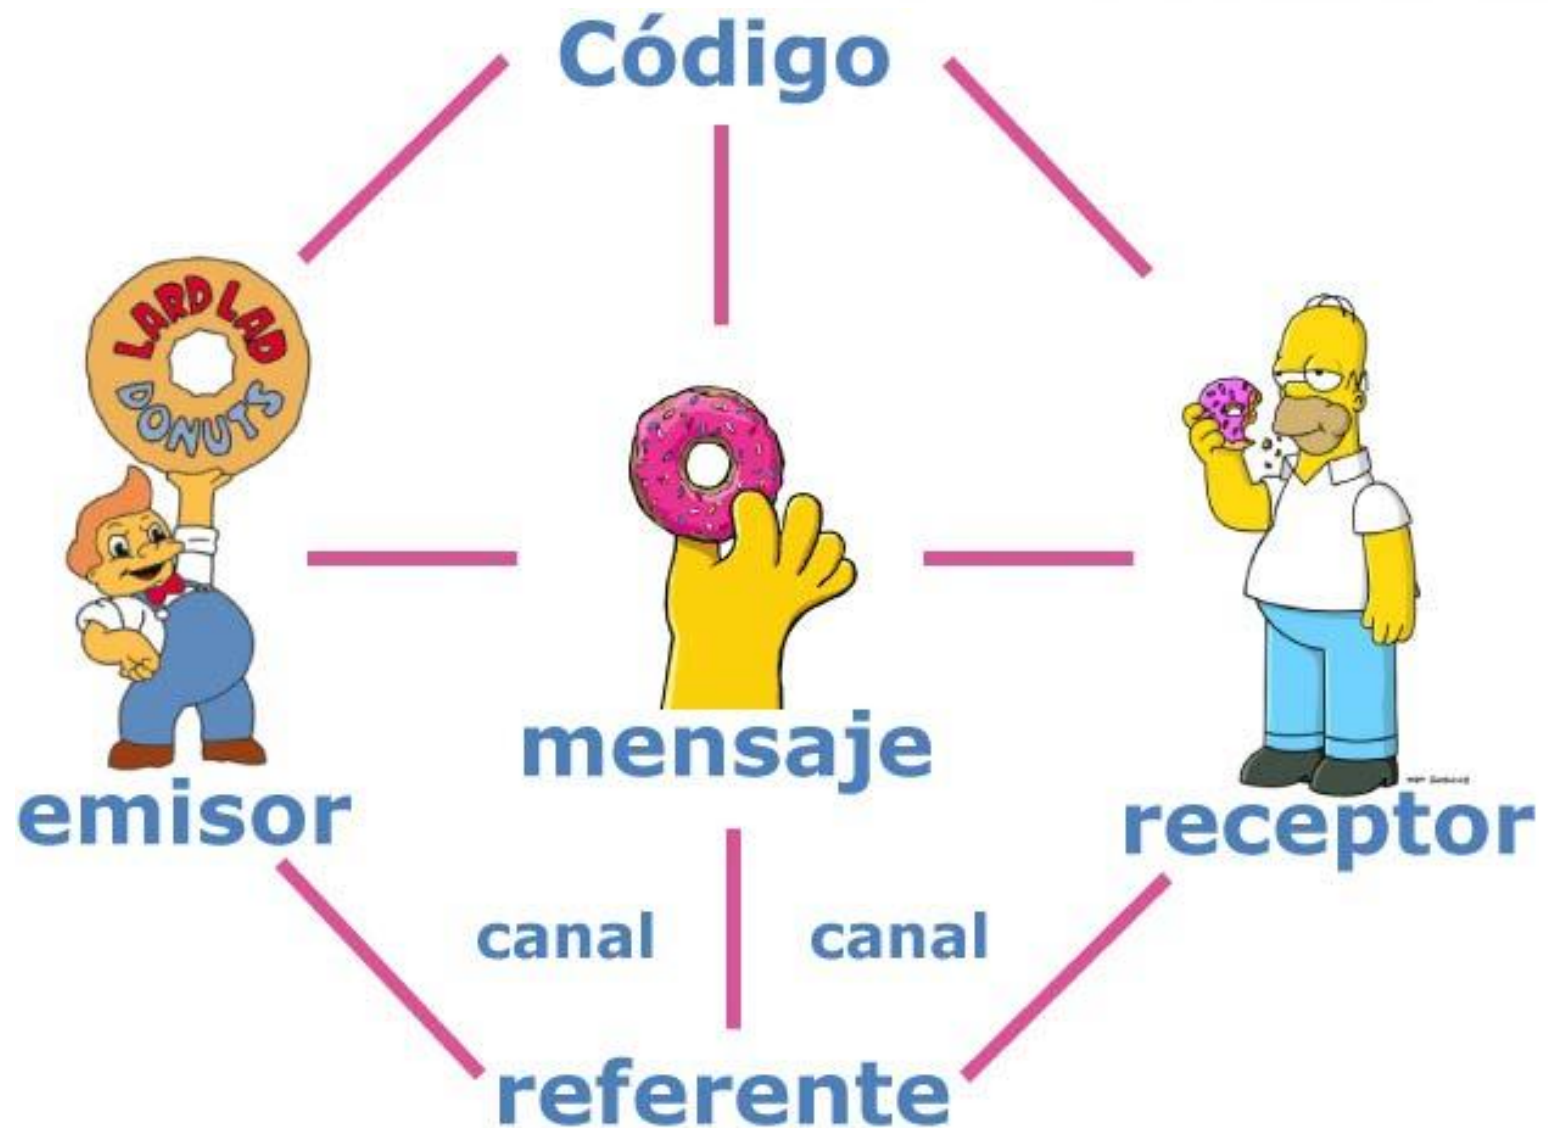 Código
LARD LAD
DONUTS
mensaje
emisor
receptor
canal canal
referente